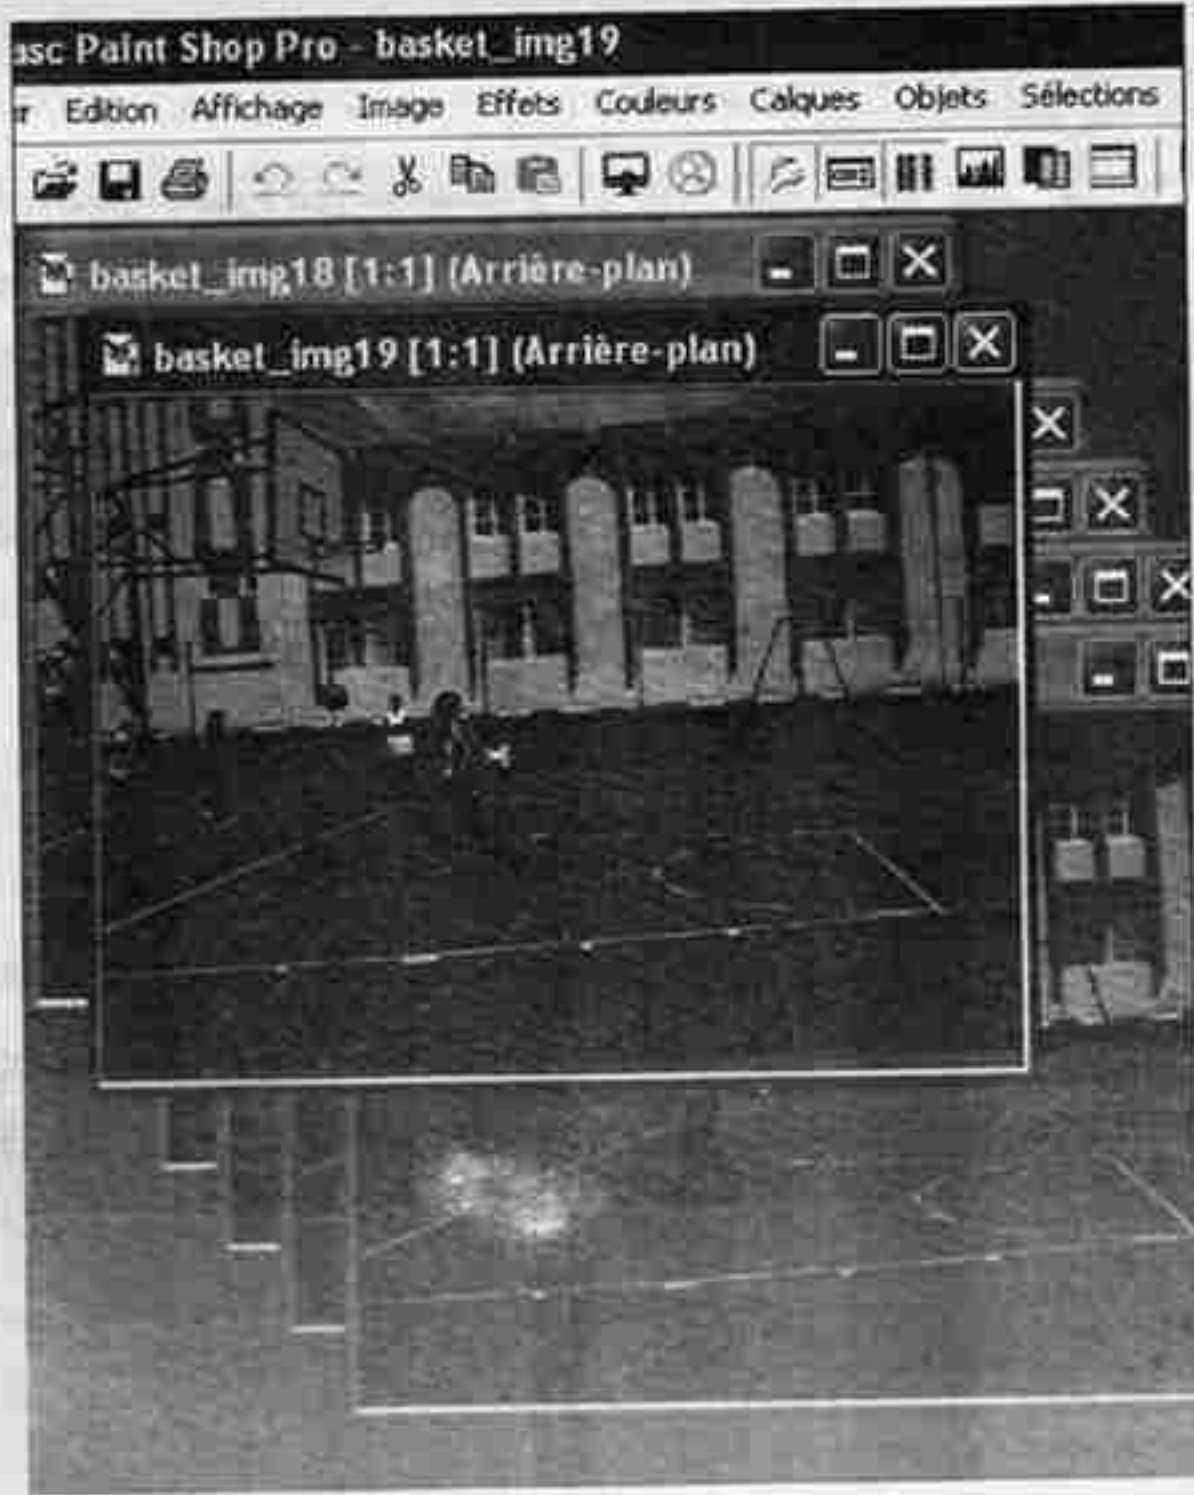 asc Paint Shop Pro - basket_img19
er Edition Affichage Image Effets Couleurs Calques Objets Sélections
basket_img18 [1:1] (Arrière-plan)
basket_img19 [1:1] (Arrière-plan)